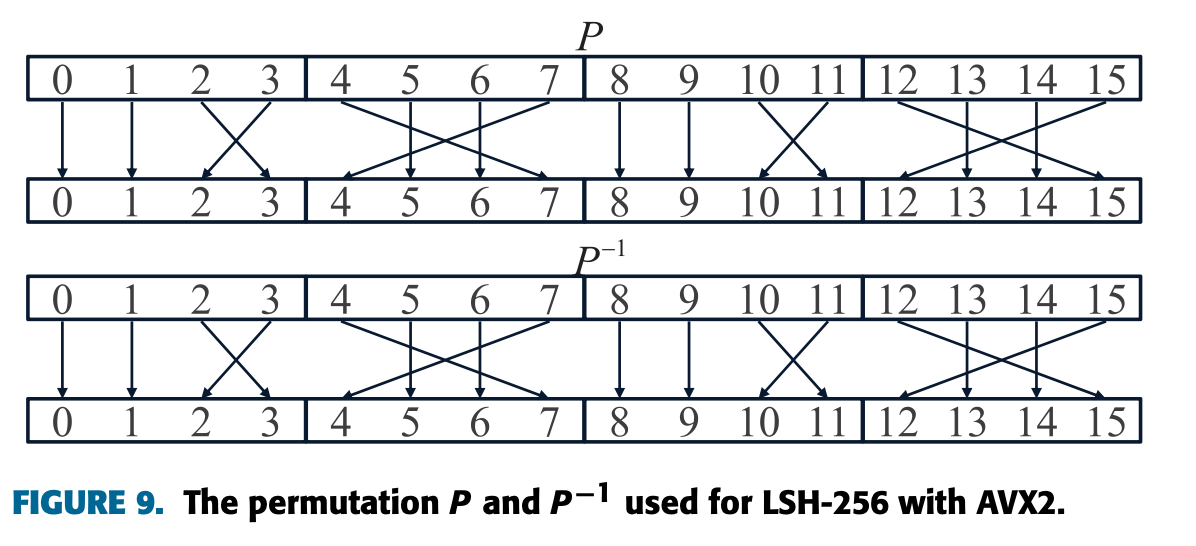 P
0 1 2 3 4 5 6 7 8 9 10 11 12 13 14 15
0 1 2 3 4 5 6 7 8 9 10 11 12 13 14 15
P⁻¹
0 1 2 3 4 5 6 7 8 9 10 11 12 13 14 15
0 1 2 3 4 5 6 7 8 9 10 11 12 13 14 15
FIGURE 9. The permutation P and P⁻¹ used for LSH-256 with AVX2.